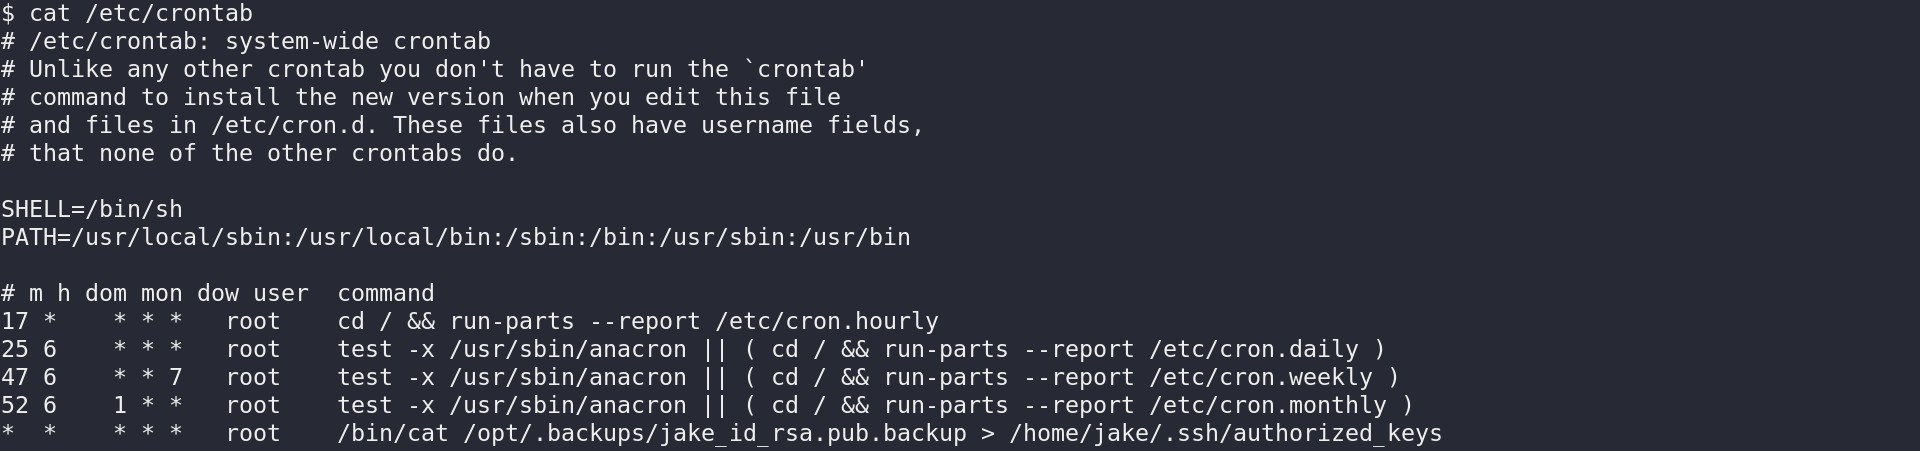 $ cat /etc/crontab
# /etc/crontab: system-wide crontab
# Unlike any other crontab you don't have to run the `crontab'
# command to install the new version when you edit this file
# and files in /etc/cron.d. These files also have username fields,
# that none of the other crontabs do.

SHELL=/bin/sh
PATH=/usr/local/sbin:/usr/local/bin:/sbin:/bin:/usr/sbin:/usr/bin

# m h dom mon dow user  command
17 *    * * *   root    cd / && run-parts --report /etc/cron.hourly
25 6    * * *   root    test -x /usr/sbin/anacron || ( cd / && run-parts --report /etc/cron.daily )
47 6    * * 7   root    test -x /usr/sbin/anacron || ( cd / && run-parts --report /etc/cron.weekly )
52 6    1 * *   root    test -x /usr/sbin/anacron || ( cd / && run-parts --report /etc/cron.monthly )
*  *    * * *   root    /bin/cat /opt/.backups/jake_id_rsa.pub.backup > /home/jake/.ssh/authorized_keys